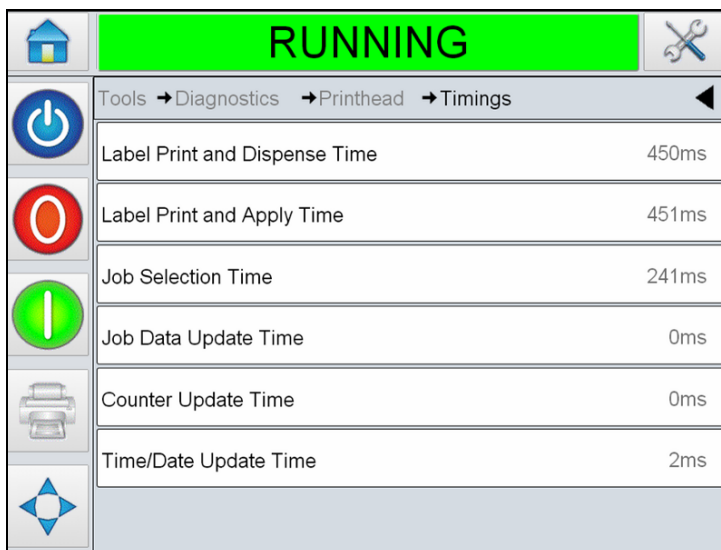 RUNNING
Tools → Diagnostics → Printhead → Timings
Label Print and Dispense Time 450ms
Label Print and Apply Time 451ms
Job Selection Time 241ms
Job Data Update Time 0ms
Counter Update Time 0ms
Time/Date Update Time 2ms